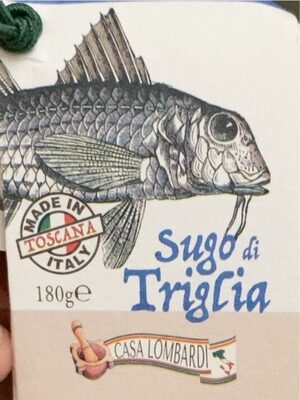 MADE IN
TOSCANA
ITALY
Sugo di
Triglia
180g℮
CASA LOMBARDI